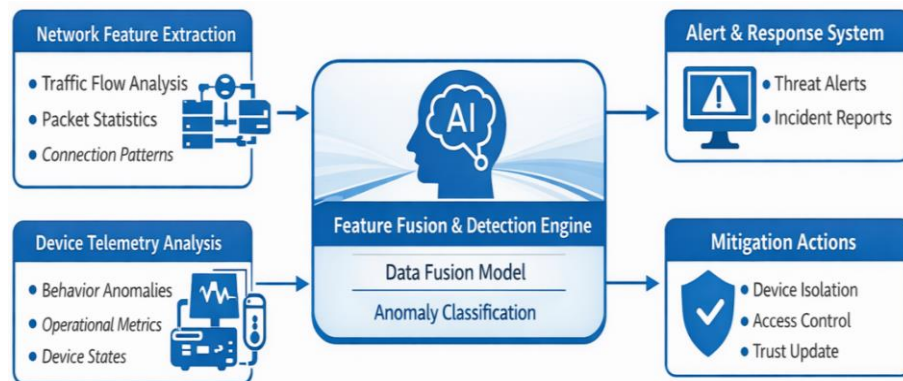 Network Feature Extraction
• Traffic Flow Analysis
• Packet Statistics
• Connection Patterns
Device Telemetry Analysis
• Behavior Anomalies
• Operational Metrics
• Device States
AI
Feature Fusion & Detection Engine
Data Fusion Model
Anomaly Classification
Alert & Response System
• Threat Alerts
• Incident Reports
Mitigation Actions
• Device Isolation
• Access Control
• Trust Update